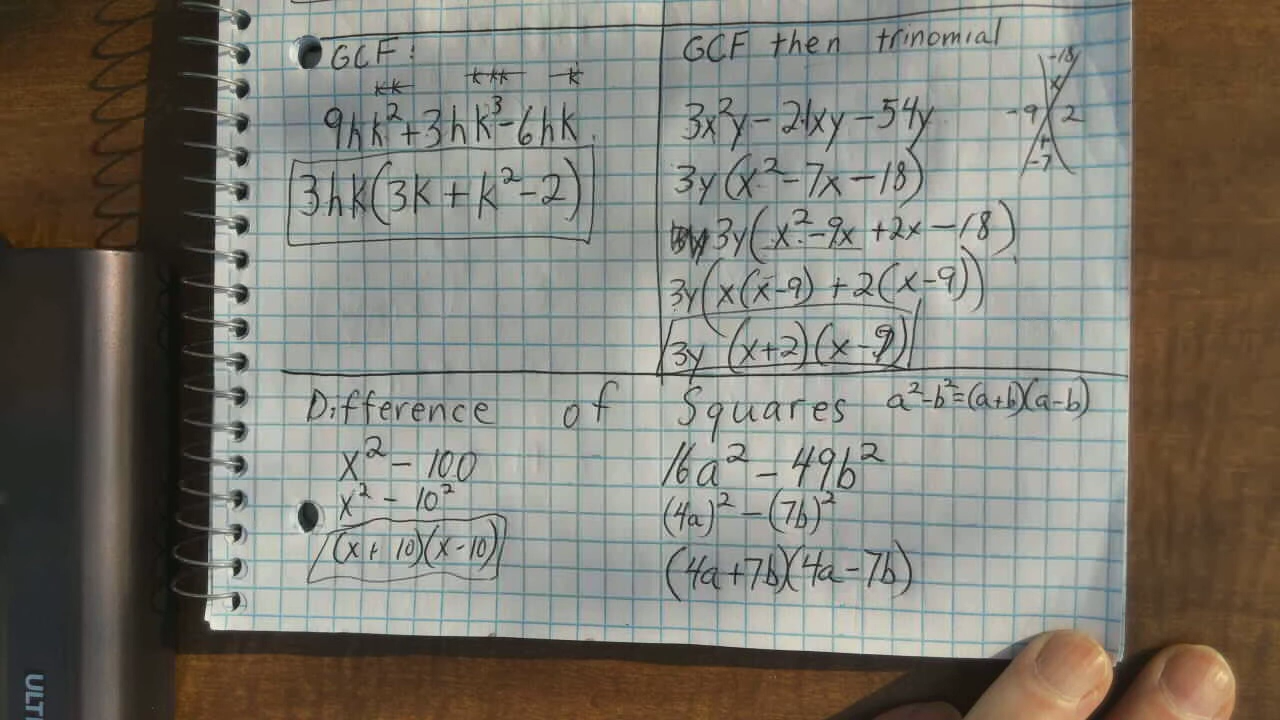 GCF:
kk kkk k
9hk²+3hk³-6hk
3hk(3k+k²-2)
GCF then trinomial
-18
x
-9 2
+
-7
3x²y-21xy-54y
3y(x²-7x-18)
3y(x²-9x+2x-18)
3y(x(x-9)+2(x-9))
3y (x+2)(x-9)
Difference of Squares a²-b²=(a+b)(a-b)
x²-100
x²-10²
(x+10)(x-10)
16a²-49b²
(4a)²-(7b)²
(4a+7b)(4a-7b)